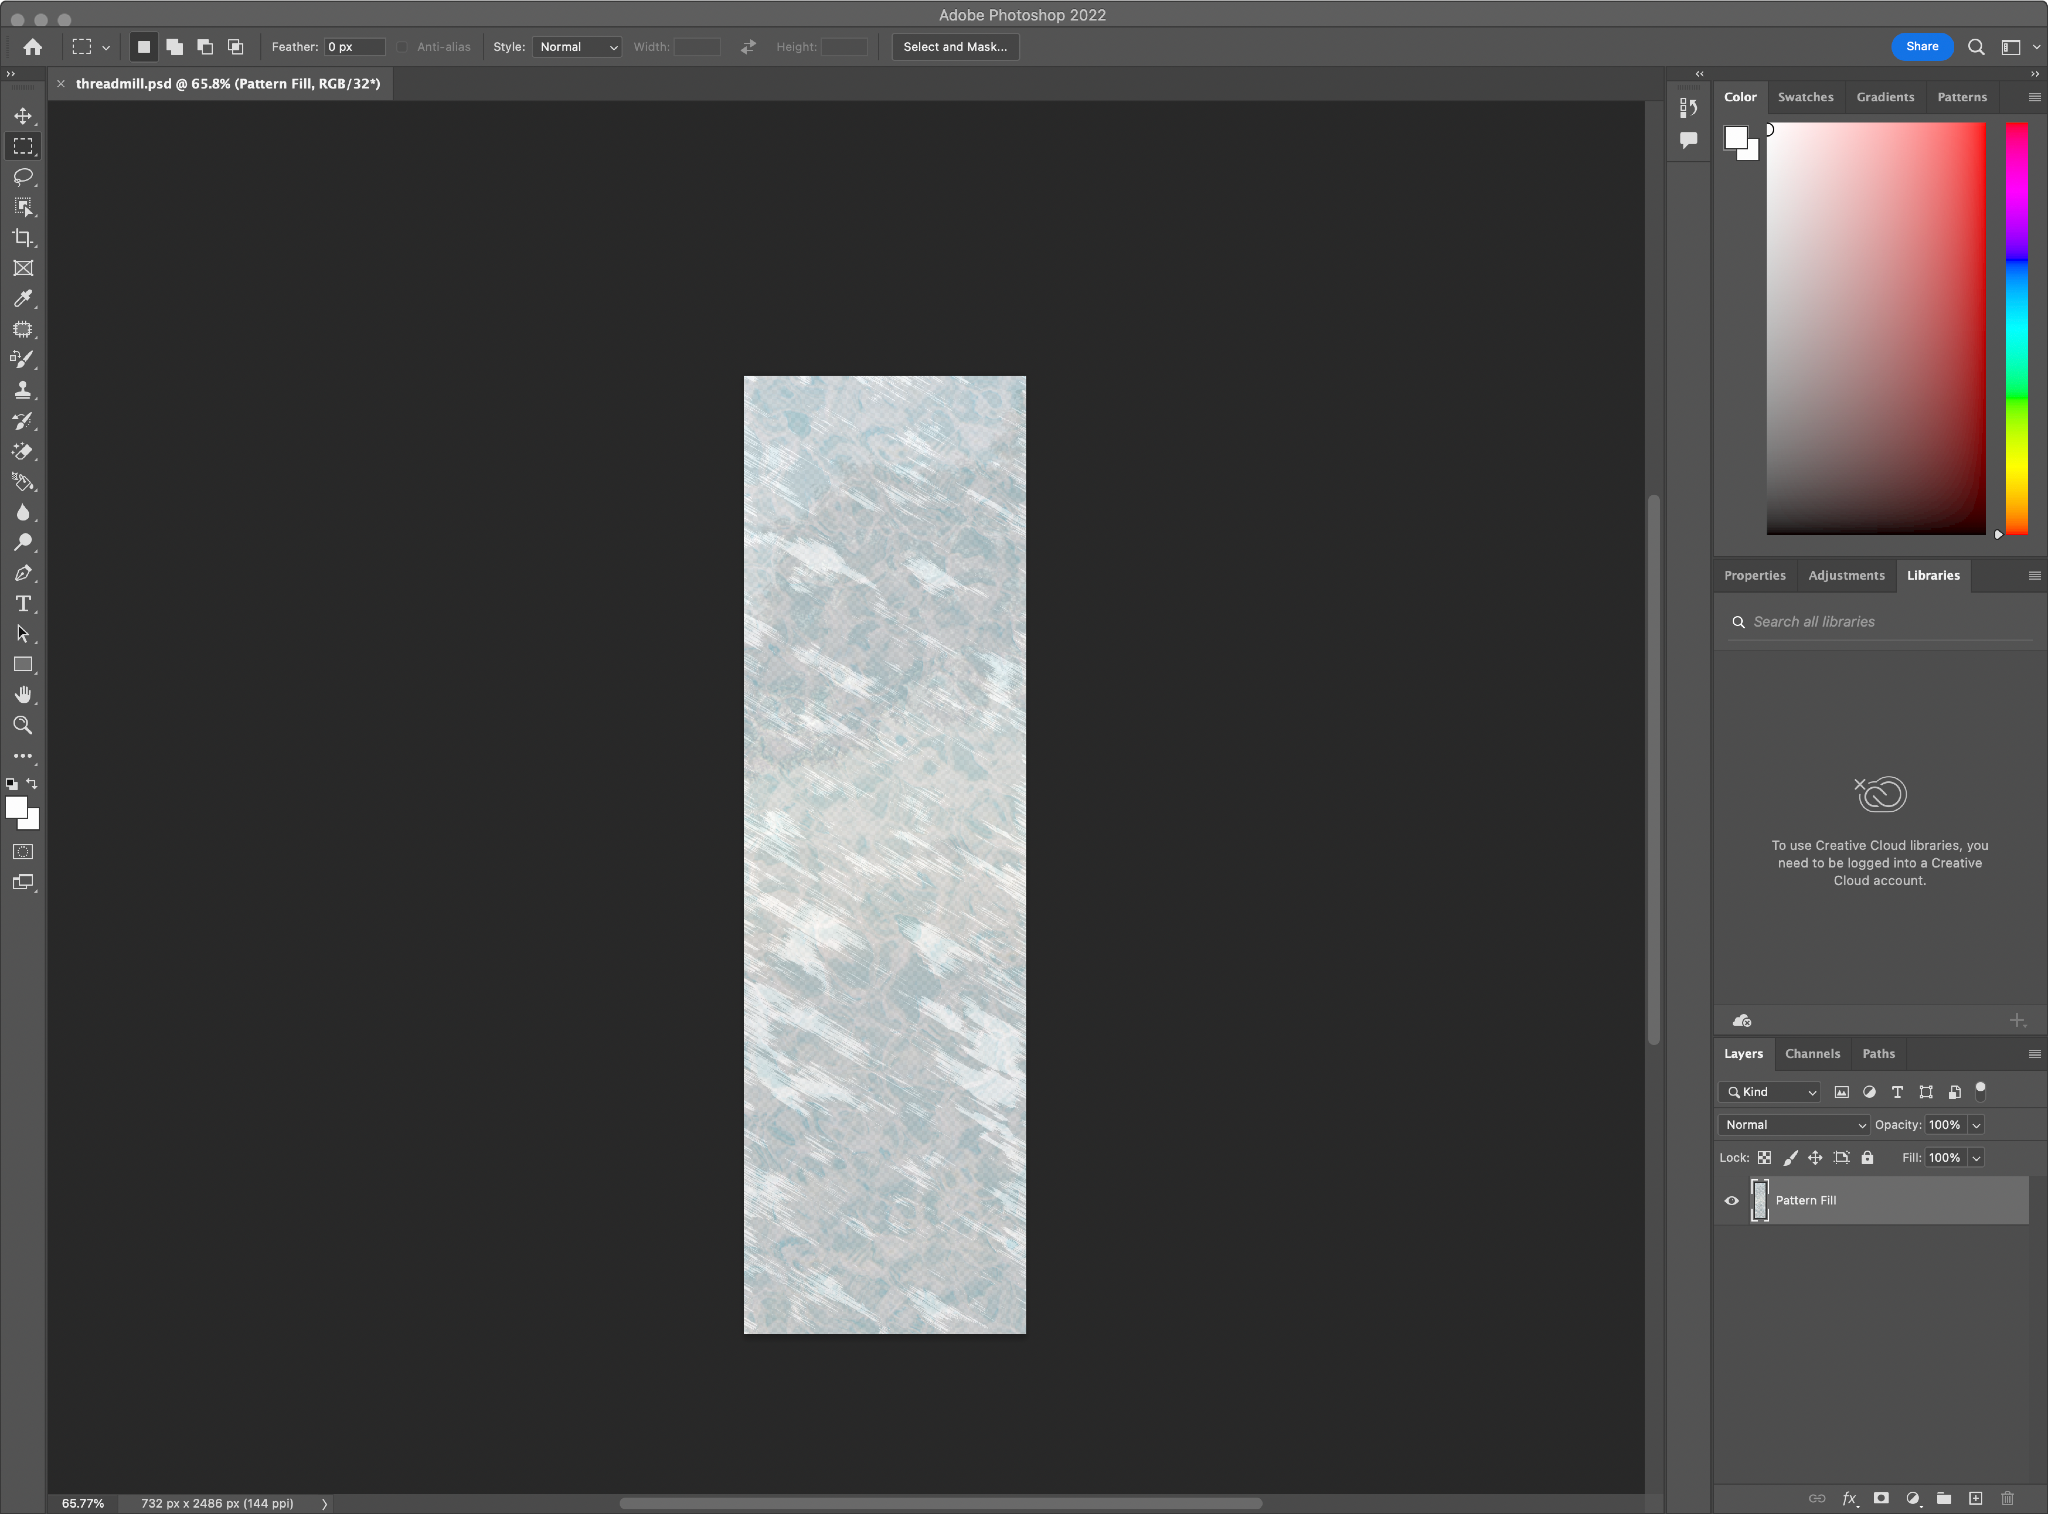 Adobe Photoshop 2022
Feather: 0 px Anti-alias Style: Normal Width: Height: Select and Mask... Share
threadmill.psd @ 65.8% (Pattern Fill, RGB/32*)
Color Swatches Gradients Patterns
Properties Adjustments Libraries
Search all libraries
To use Creative Cloud libraries, you
need to be logged into a Creative
Cloud account.
Layers Channels Paths
Kind
Normal Opacity: 100%
Lock: Fill: 100%
Pattern Fill
65.77% 732 px x 2486 px (144 ppi)